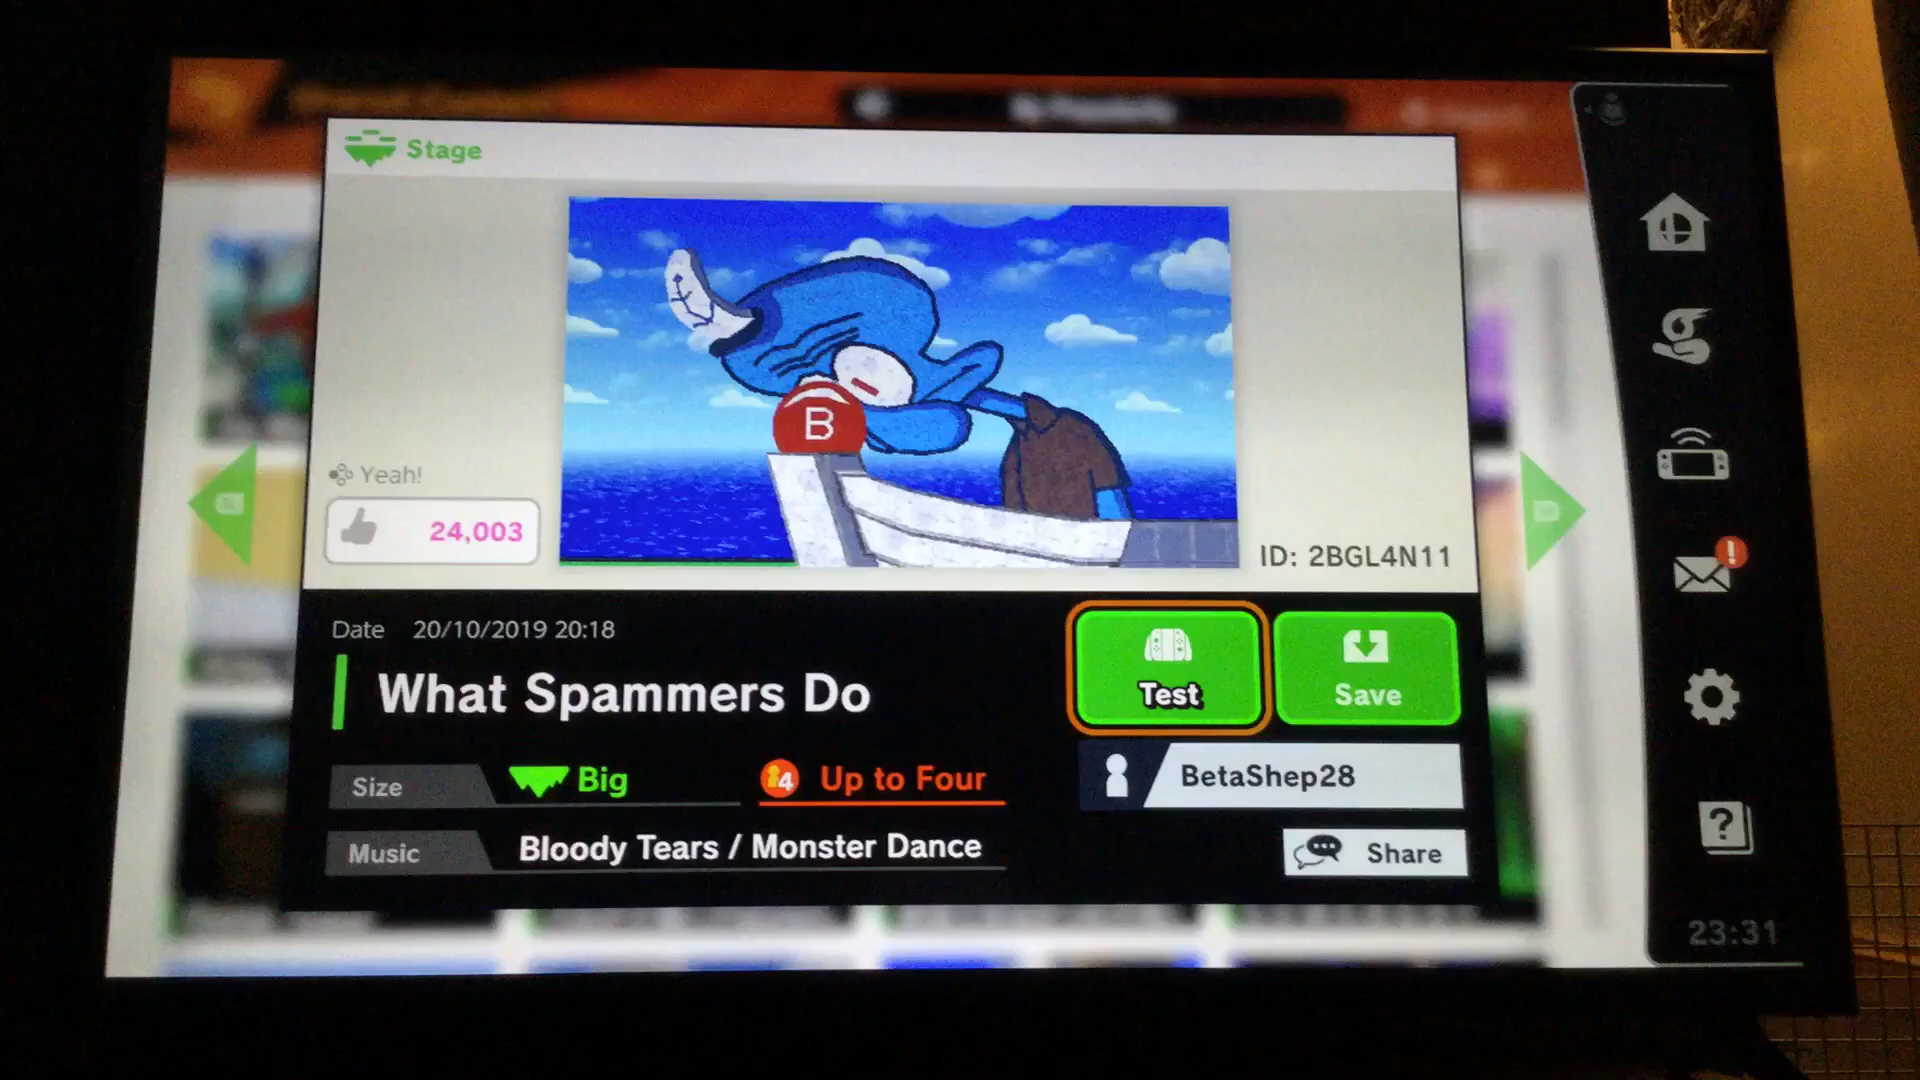 Stage
Yeah!
24,003
B
ID: 2BGL4N11
Date 20/10/2019 20:18
What Spammers Do
Test
Save
Size Big 4 Up to Four
BetaShep28
Music Bloody Tears / Monster Dance
Share
23:31